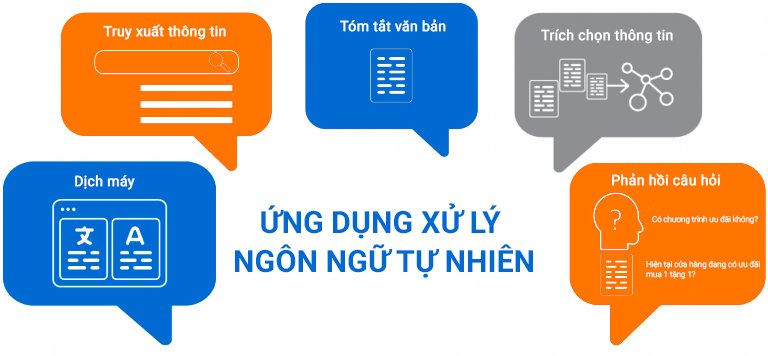 Truy xuất thông tin
Tóm tắt văn bản
Trích chọn thông tin
Dịch máy
文 A
ỨNG DỤNG XỬ LÝ
NGÔN NGỮ TỰ NHIÊN
Phản hồi câu hỏi
?
Có chương trình ưu đãi không?
Hiện tại cửa hàng đang có ưu đãi
mua 1 tặng 1?